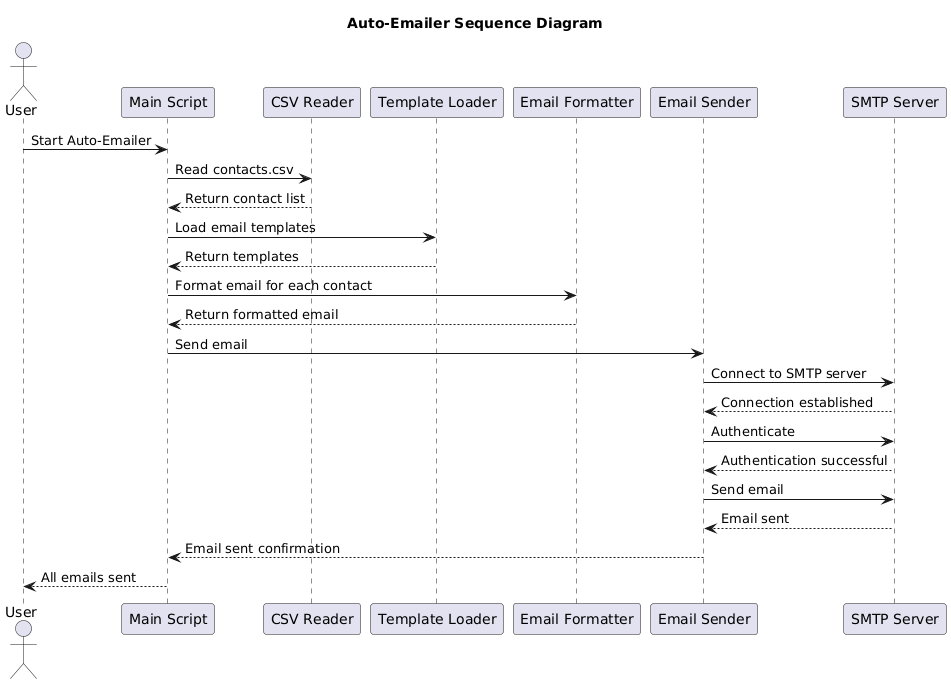 Auto-Emailer Sequence Diagram
User
Main Script
CSV Reader
Template Loader
Email Formatter
Email Sender
SMTP Server
Start Auto-Emailer
Read contacts.csv
Return contact list
Load email templates
Return templates
Format email for each contact
Return formatted email
Send email
Connect to SMTP server
Connection established
Authenticate
Authentication successful
Send email
Email sent
Email sent confirmation
All emails sent
User
Main Script
CSV Reader
Template Loader
Email Formatter
Email Sender
SMTP Server